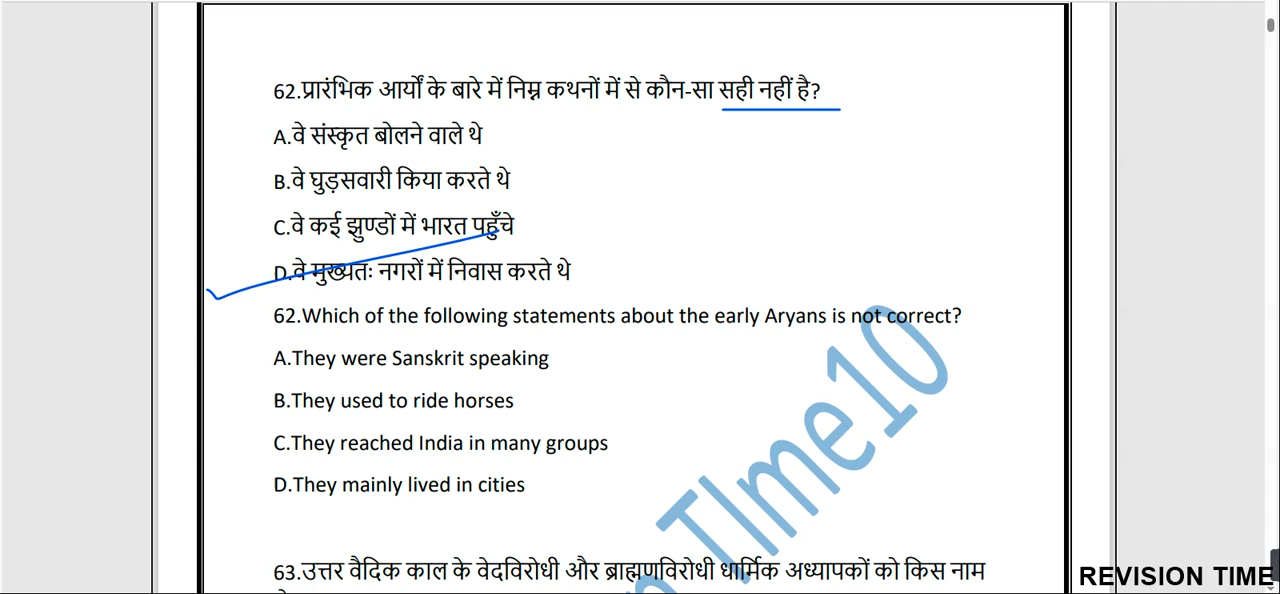 62.प्रारंभिक आर्यों के बारे में निम्न कथनों में से कौन-सा सही नहीं है?
A.वे संस्कृत बोलने वाले थे
B.वे घुड़सवारी किया करते थे
C.वे कई झुण्डों में भारत पहुँचे
D.वे मुख्यतः नगरों में निवास करते थे
62.Which of the following statements about the early Aryans is not correct?
A.They were Sanskrit speaking
B.They used to ride horses
C.They reached India in many groups
D.They mainly lived in cities
TIme10
63.उत्तर वैदिक काल के वेदविरोधी और ब्राह्मणविरोधी धार्मिक अध्यापकों को किस नाम
REVISION TIME